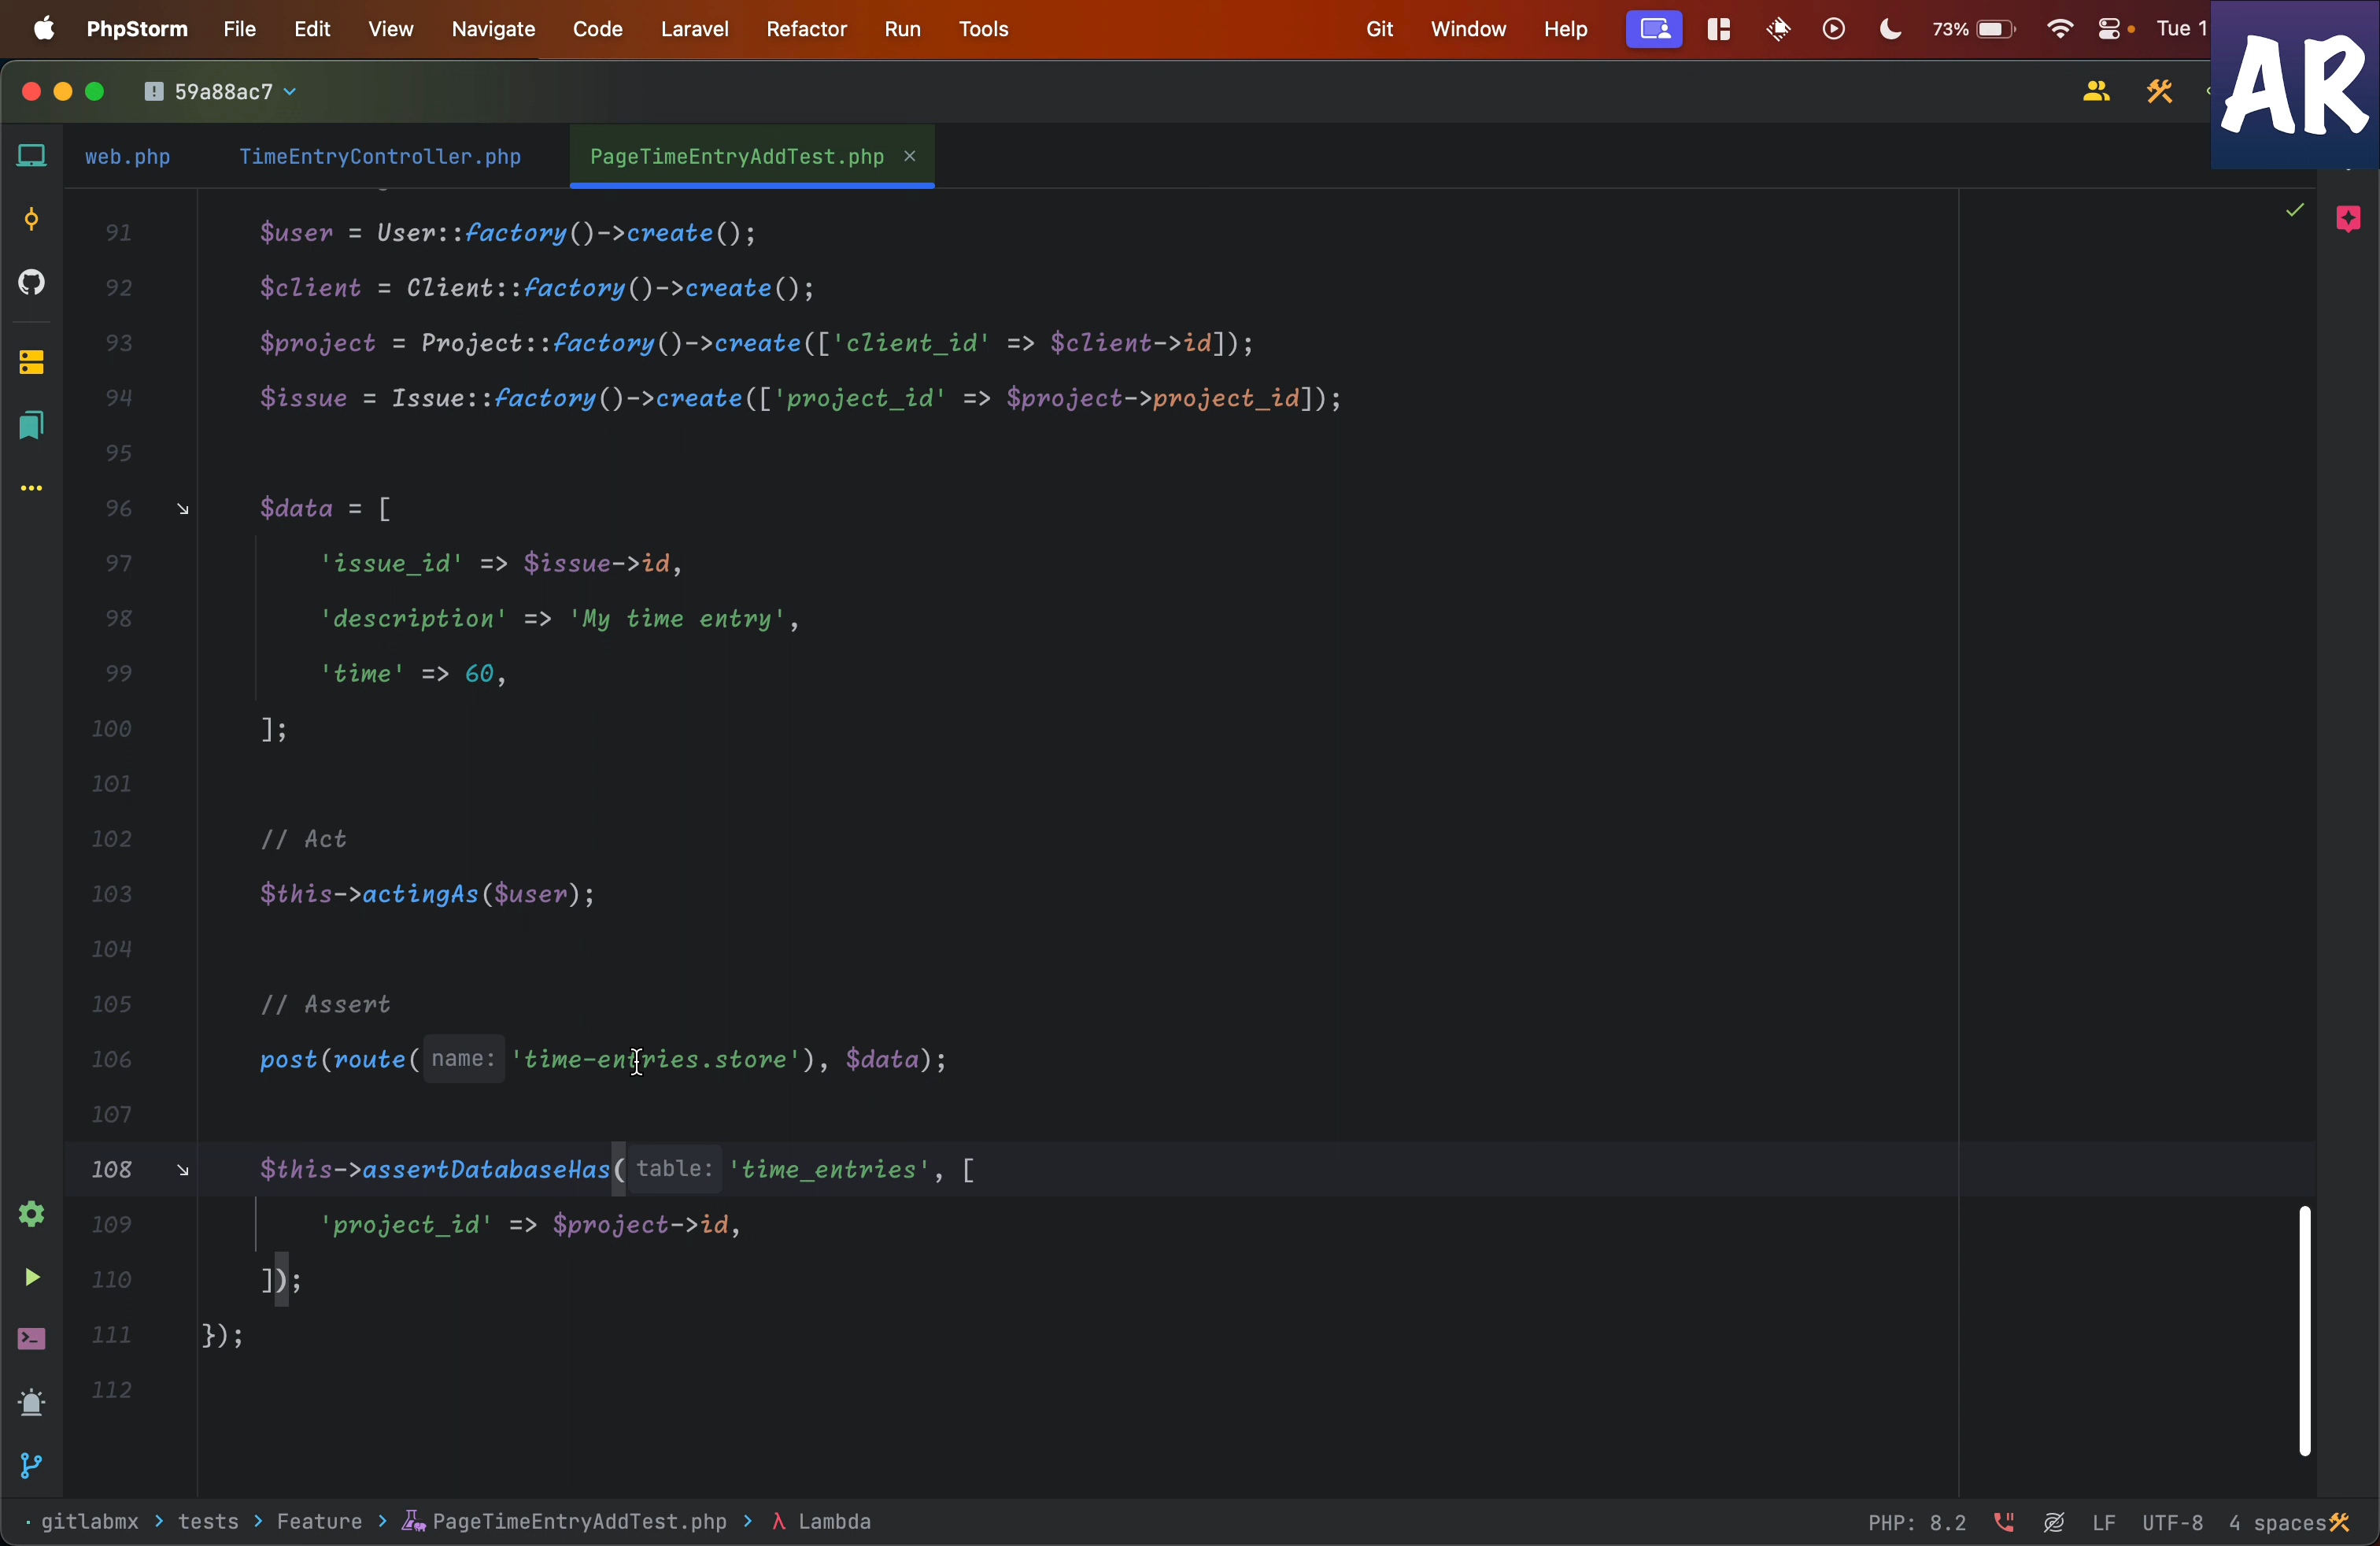 PhpStorm File Edit View Navigate Code Laravel Refactor Run Tools Git Window Help 73% Tue 1
AR
59a88ac7
web.php TimeEntryController.php PageTimeEntryAddTest.php
91 $user = User::factory()->create();
92 $client = Client::factory()->create();
93 $project = Project::factory()->create(['client_id' => $client->id]);
94 $issue = Issue::factory()->create(['project_id' => $project->project_id]);
95
96 $data = [
97 'issue_id' => $issue->id,
98 'description' => 'My time entry',
99 'time' => 60,
100 ];
101
102 // Act
103 $this->actingAs($user);
104
105 // Assert
106 post(route( name: 'time-entries.store'), $data);
107
108 $this->assertDatabaseHas( table: 'time_entries', [
109 'project_id' => $project->id,
110 ]);
111 });
112
gitlabmx > tests > Feature > PageTimeEntryAddTest.php > λ Lambda PHP: 8.2 LF UTF-8 4 spaces